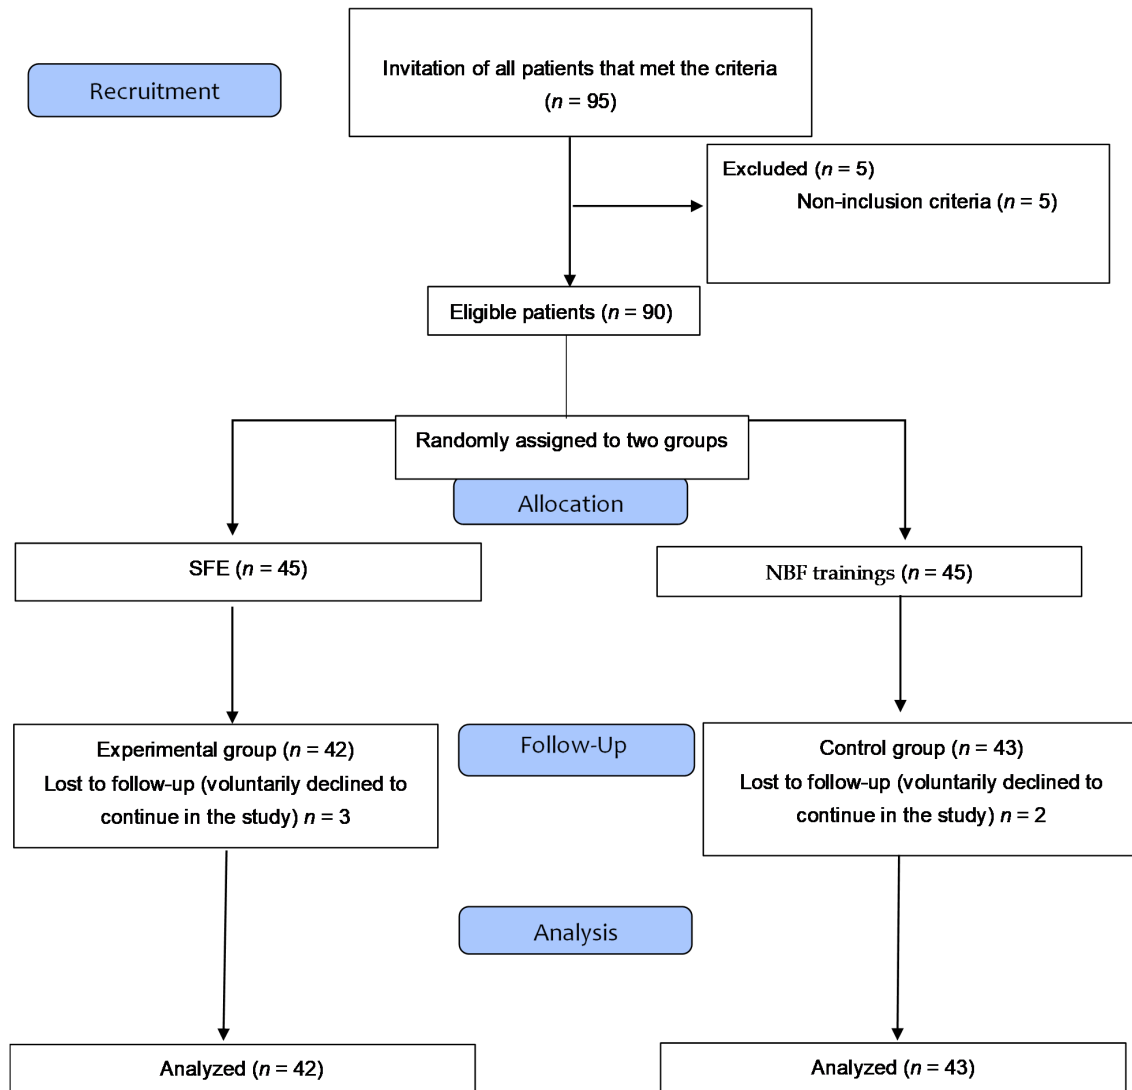 Invitation of all patients that met the criteria
(n = 95)
Recruitment
Excluded (n = 5)
Non-inclusion criteria (n = 5)
Eligible patients (n = 90)
Randomly assigned to two groups
Allocation
SFE (n = 45)
NBF trainings (n = 45)
Experimental group (n = 42)
Lost to follow-up (voluntarily declined to
continue in the study) n = 3
Follow-Up
Control group (n = 43)
Lost to follow-up (voluntarily declined to
continue in the study) n = 2
Analysis
Analyzed (n = 42)
Analyzed (n = 43)